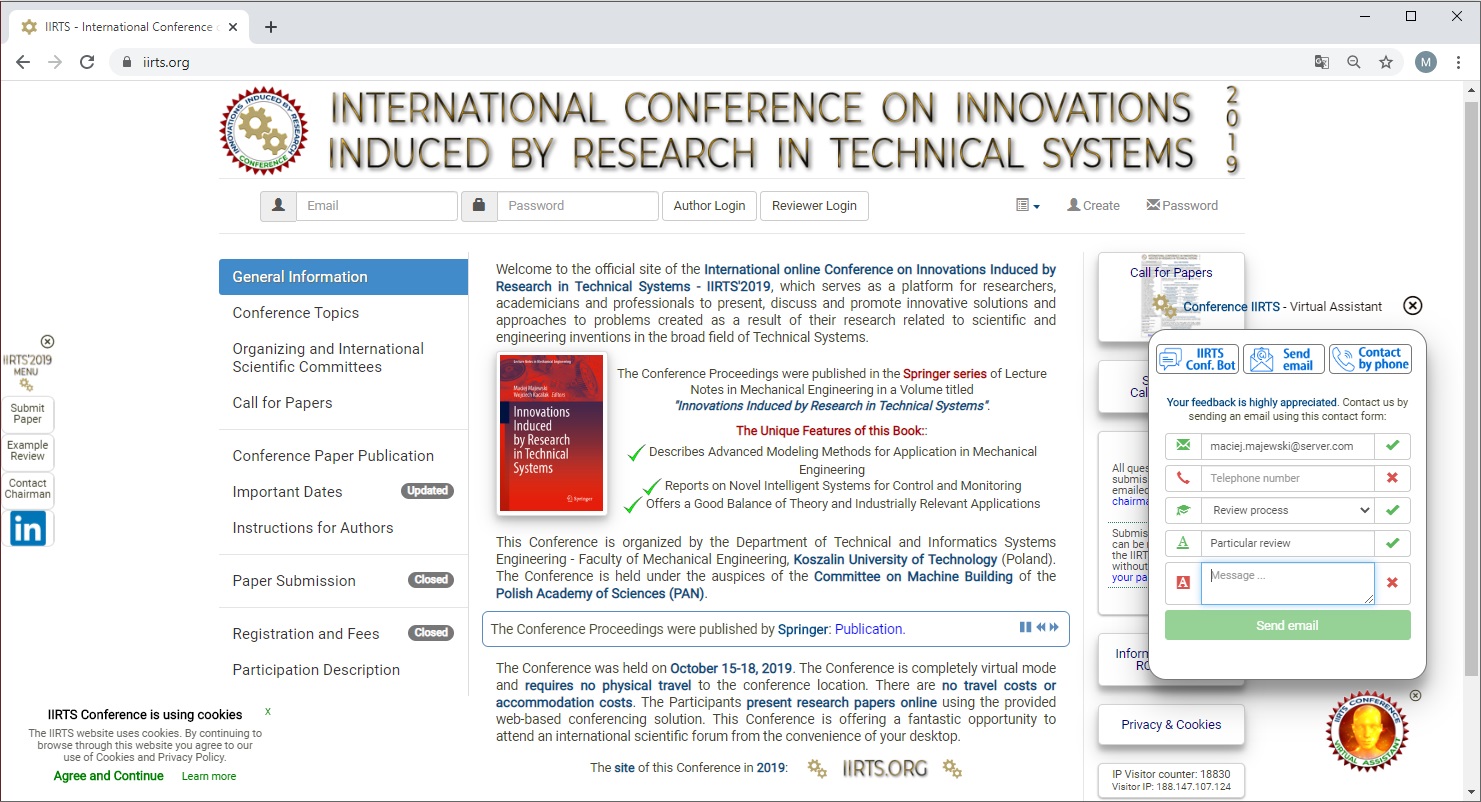 IIRTS - International Conference o
iirts.org
M
INNOVATIONS INDUCED BY RESEARCH
CONFERENCE
INTERNATIONAL CONFERENCE ON INNOVATIONS
INDUCED BY RESEARCH IN TECHNICAL SYSTEMS
2019
Email
Password
Author Login
Reviewer Login
Create
Password
IIRTS'2019
MENU
Submit
Paper
Example
Review
Contact
Chairman
in
General Information
Conference Topics
Organizing and International
Scientific Committees
Call for Papers
Conference Paper Publication
Important Dates Updated
Instructions for Authors
Paper Submission Closed
Registration and Fees Closed
Participation Description
IIRTS Conference is using cookies x
The IIRTS website uses cookies. By continuing to
browse through this website you agree to our
use of Cookies and Privacy Policy.
Agree and Continue Learn more
Welcome to the official site of the International online Conference on Innovations Induced by
Research in Technical Systems - IIRTS'2019, which serves as a platform for researchers,
academicians and professionals to present, discuss and promote innovative solutions and
approaches to problems created as a result of their research related to scientific and
engineering inventions in the broad field of Technical Systems.
Lecture Notes in Mechanical Engineering
Maciej Majewski
Wojciech Kacalak Editors
Innovations
Induced
by Research
in Technical
Systems
Springer
The Conference Proceedings were published in the Springer series of Lecture
Notes in Mechanical Engineering in a Volume titled
"Innovations Induced by Research in Technical Systems".
The Unique Features of this Book::
Describes Advanced Modeling Methods for Application in Mechanical
Engineering
Reports on Novel Intelligent Systems for Control and Monitoring
Offers a Good Balance of Theory and Industrially Relevant Applications
This Conference is organized by the Department of Technical and Informatics Systems
Engineering - Faculty of Mechanical Engineering, Koszalin University of Technology (Poland).
The Conference is held under the auspices of the Committee on Machine Building of the
Polish Academy of Sciences (PAN).
The Conference Proceedings were published by Springer: Publication.
The Conference was held on October 15-18, 2019. The Conference is completely virtual mode
and requires no physical travel to the conference location. There are no travel costs or
accommodation costs. The Participants present research papers online using the provided
web-based conferencing solution. This Conference is offering a fantastic opportunity to
attend an international scientific forum from the convenience of your desktop.
The site of this Conference in 2019: IIRTS.ORG
Call for Papers
S
Cal
All ques
submis
emailed
chairma
Submis
can be
the IIRT
without
your pa
Inform
RO
Privacy & Cookies
IP Visitor counter: 18830
Visitor IP: 188.147.107.124
Conference IIRTS - Virtual Assistant
IIRTS
Conf. Bot
Send
email
Contact
by phone
Your feedback is highly appreciated. Contact us by
sending an email using this contact form:
maciej.majewski@server.com
Telephone number
Review process
A Particular review
A Message ...
Send email
IIRTS CONFERENCE
VIRTUAL ASSISTANT